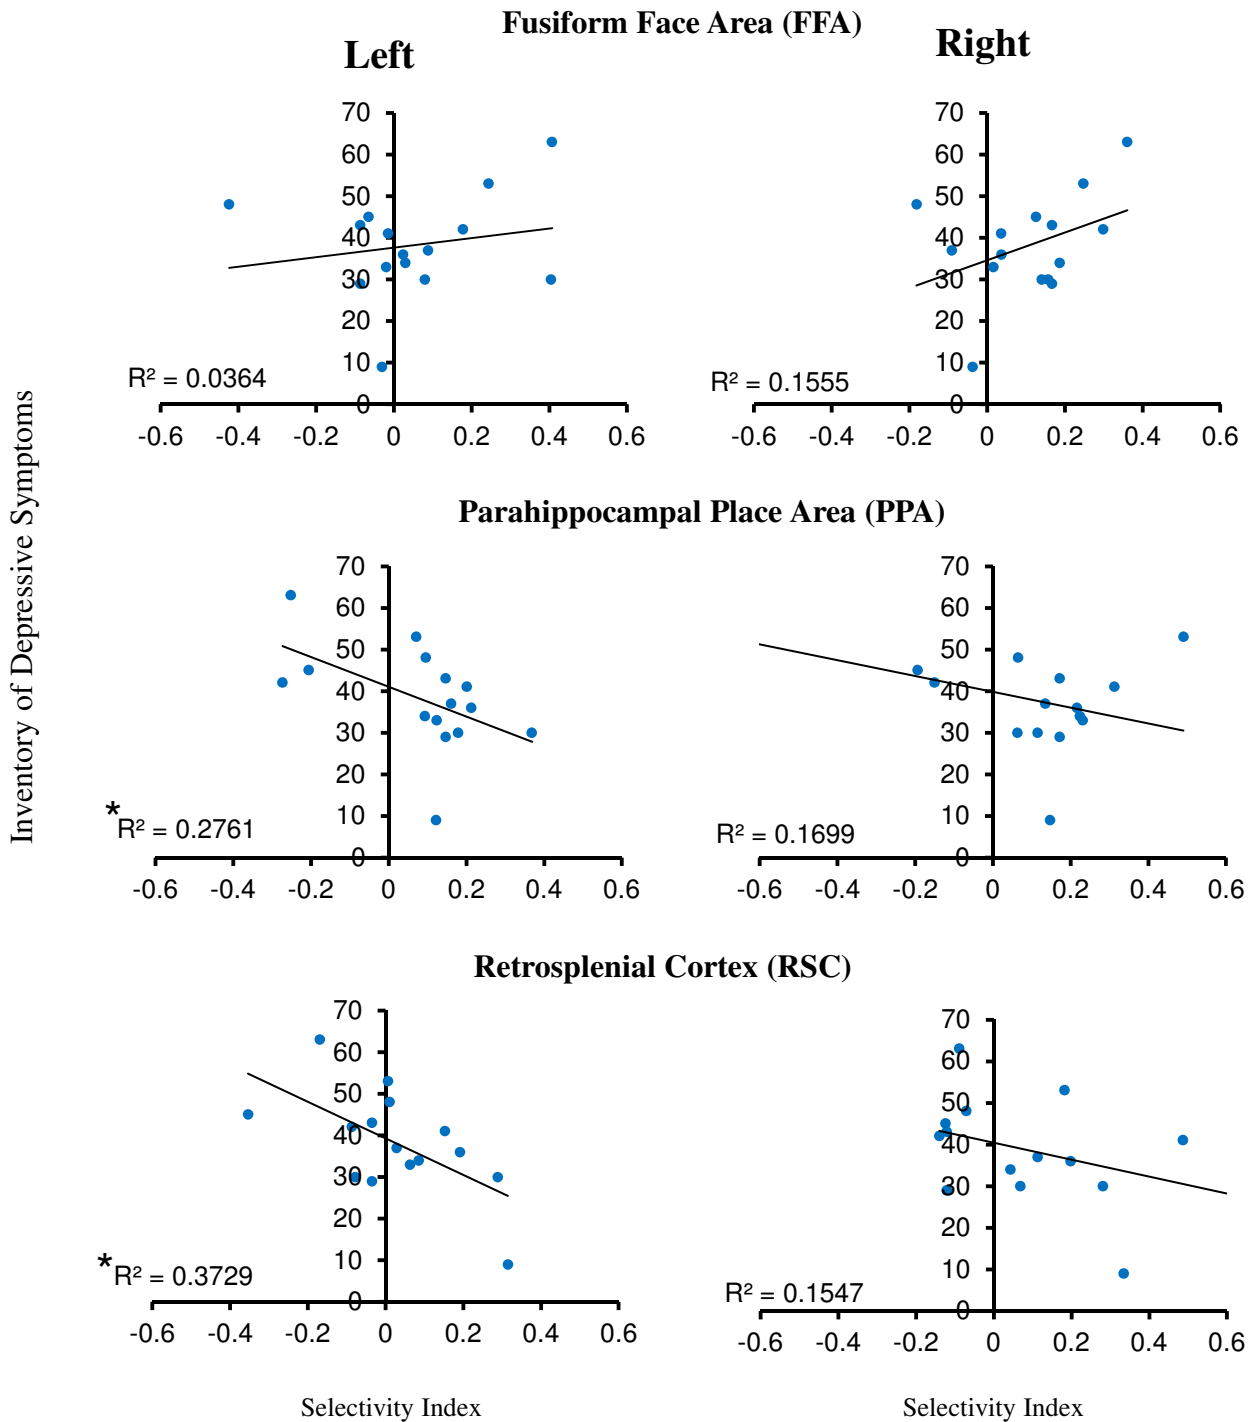 Fusiform Face Area (FFA)
Left
Right
70
60
50
40
30
20
10
0
R² = 0.0364
-0.6 -0.4 -0.2 0 0.2 0.4 0.6
70
60
50
40
30
20
10
0
R² = 0.1555
-0.6 -0.4 -0.2 0 0.2 0.4 0.6
Inventory of Depressive Symptoms
Parahippocampal Place Area (PPA)
70
60
50
40
30
20
10
0
*R² = 0.2761
-0.6 -0.4 -0.2 0 0.2 0.4 0.6
70
60
50
40
30
20
10
0
R² = 0.1699
-0.6 -0.4 -0.2 0 0.2 0.4 0.6
Retrosplenial Cortex (RSC)
70
60
50
40
30
20
10
0
*R² = 0.3729
-0.6 -0.4 -0.2 0 0.2 0.4 0.6
70
60
50
40
30
20
10
0
R² = 0.1547
-0.6 -0.4 -0.2 0 0.2 0.4 0.6
Selectivity Index
Selectivity Index